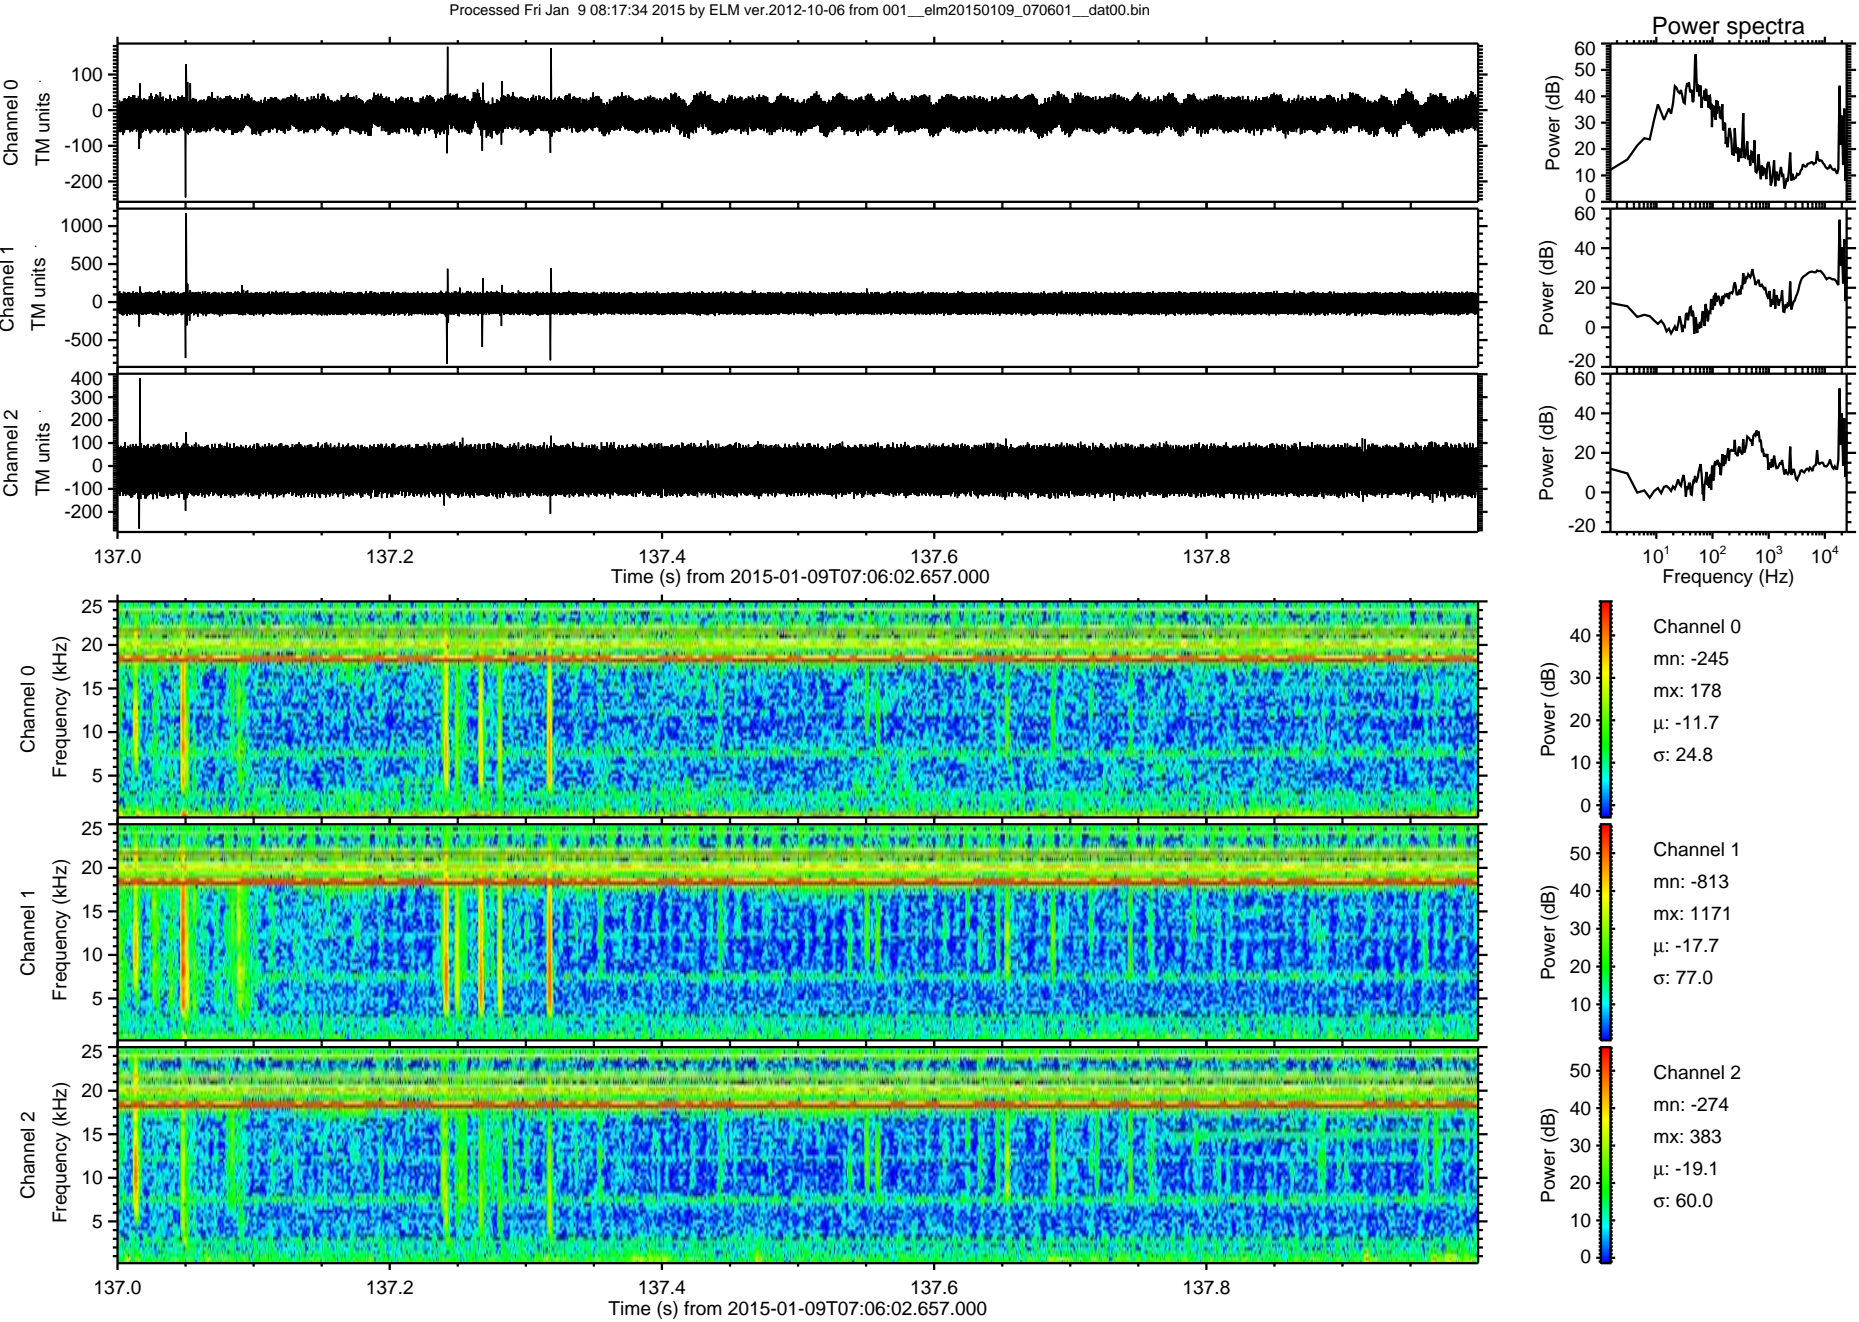 Processed Fri Jan  9 08:17:34 2015 by ELM ver.2012-10-06 from 001__elm20150109_070601__dat00.bin
Power spectra
Channel 0
TM units
100
0
-100
-200
Power (dB)
60
50
40
30
20
10
0
Channel 1
TM units
1000
500
0
-500
Power (dB)
60
40
20
0
-20
Channel 2
TM units
400
300
200
100
0
-100
-200
Power (dB)
60
40
20
0
-20
137.0 137.2 137.4 137.6 137.8
Time (s) from 2015-01-09T07:06:02.657.000
10^1 10^2 10^3 10^4
Frequency (Hz)
Channel 0
Frequency (kHz)
25
20
15
10
5
Power (dB)
40
30
20
10
0
Channel 0
mn: -245
mx: 178
μ: -11.7
σ: 24.8
Channel 1
Frequency (kHz)
25
20
15
10
5
Power (dB)
50
40
30
20
10
Channel 1
mn: -813
mx: 1171
μ: -17.7
σ: 77.0
Channel 2
Frequency (kHz)
25
20
15
10
5
Power (dB)
50
40
30
20
10
0
Channel 2
mn: -274
mx: 383
μ: -19.1
σ: 60.0
137.0 137.2 137.4 137.6 137.8
Time (s) from 2015-01-09T07:06:02.657.000